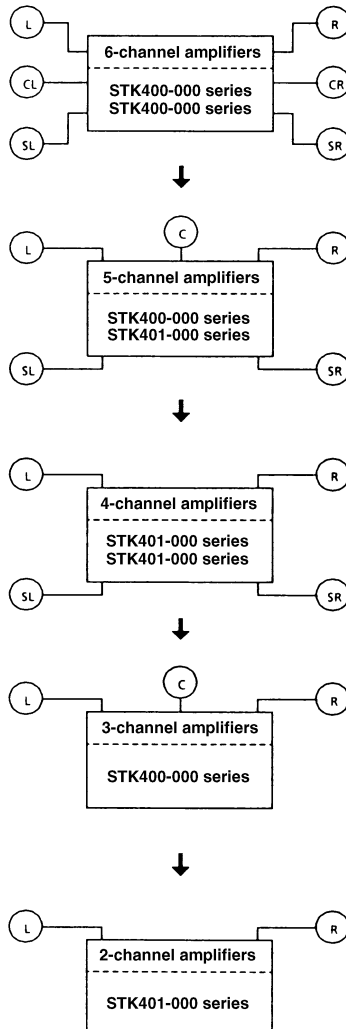 L
R
6-channel amplifiers
CL
CR
STK400-000 series
STK400-000 series
SL
SR
C
L
R
5-channel amplifiers
STK400-000 series
STK401-000 series
SL
SR
L
R
4-channel amplifiers
STK401-000 series
STK401-000 series
SL
SR
C
L
R
3-channel amplifiers
STK400-000 series
L
R
2-channel amplifiers
STK401-000 series